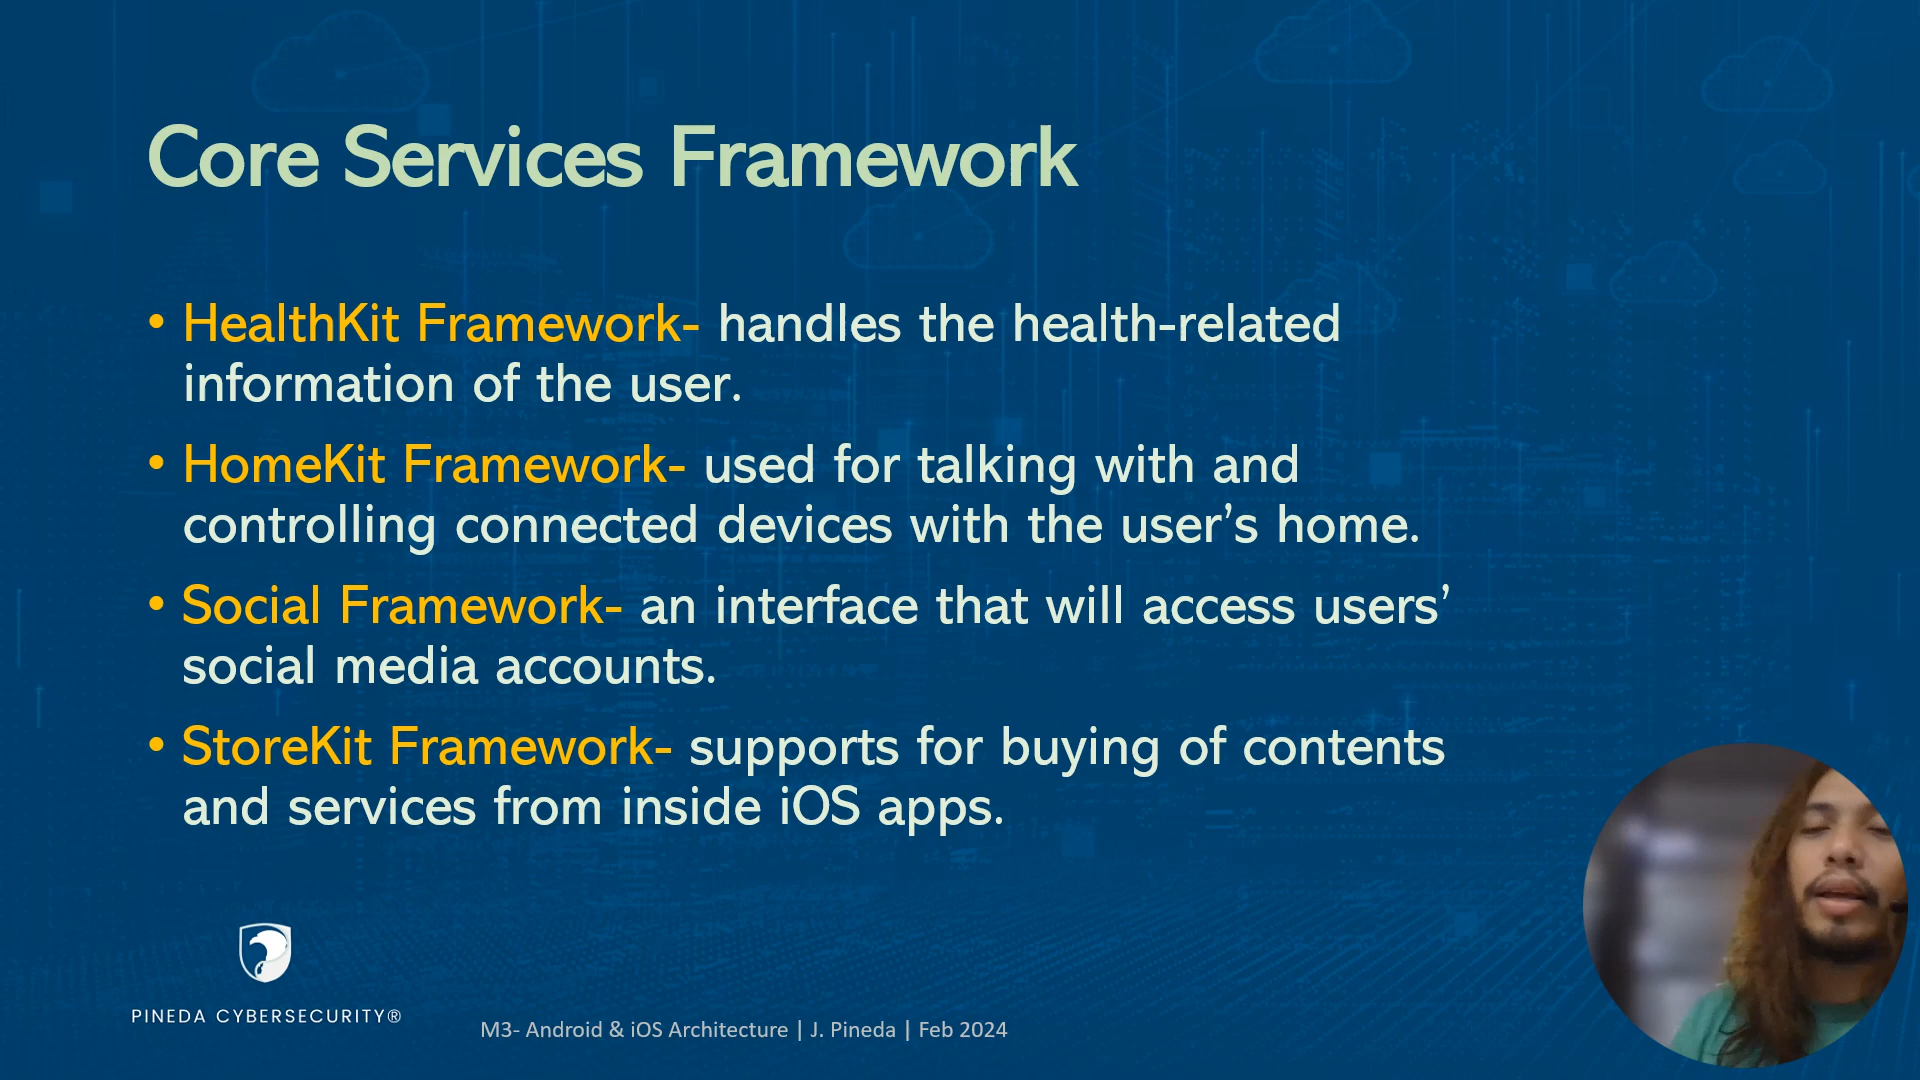 Core Services Framework
• HealthKit Framework- handles the health-related
information of the user.
• HomeKit Framework- used for talking with and
controlling connected devices with the user’s home.
• Social Framework- an interface that will access users’
social media accounts.
• StoreKit Framework- supports for buying of contents
and services from inside iOS apps.
PINEDA CYBERSECURITY®
M3- Android & iOS Architecture | J. Pineda | Feb 2024